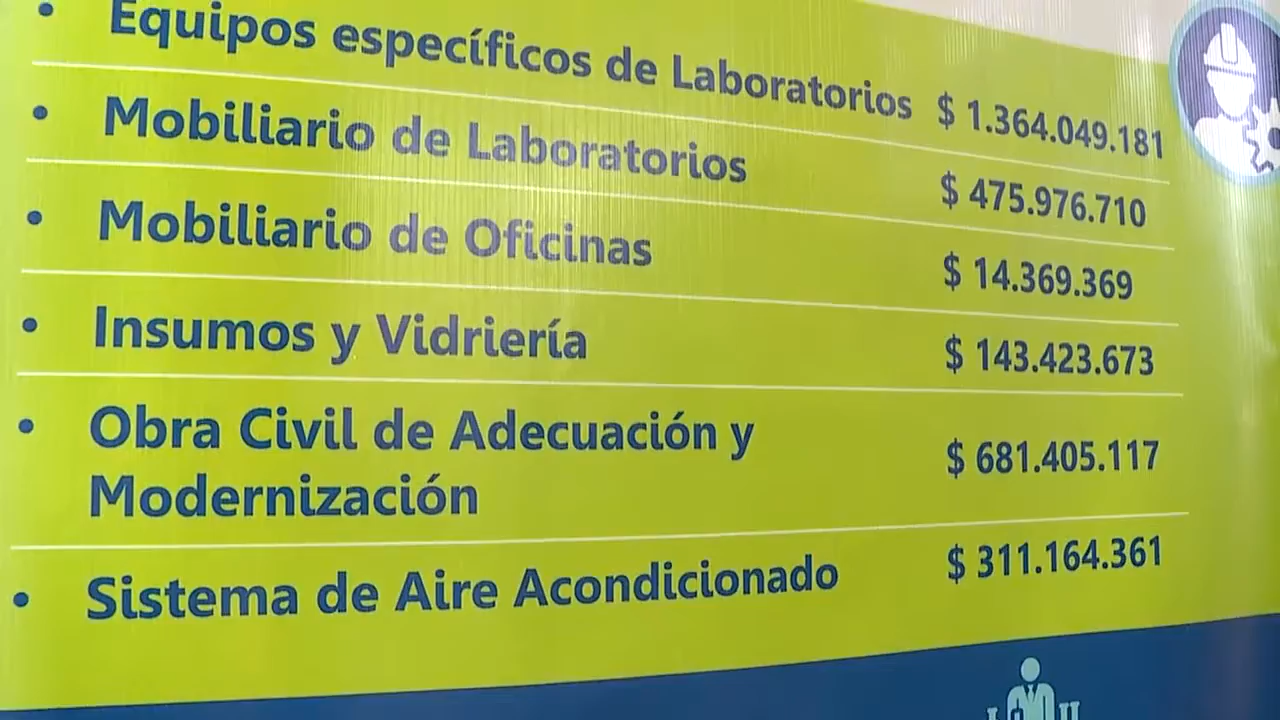 • Equipos específicos de Laboratorios $ 1.364.049.181
• Mobiliario de Laboratorios $ 475.976.710
• Mobiliario de Oficinas $ 14.369.369
• Insumos y Vidriería $ 143.423.673
• Obra Civil de Adecuación y
Modernización $ 681.405.117
• Sistema de Aire Acondicionado $ 311.164.361